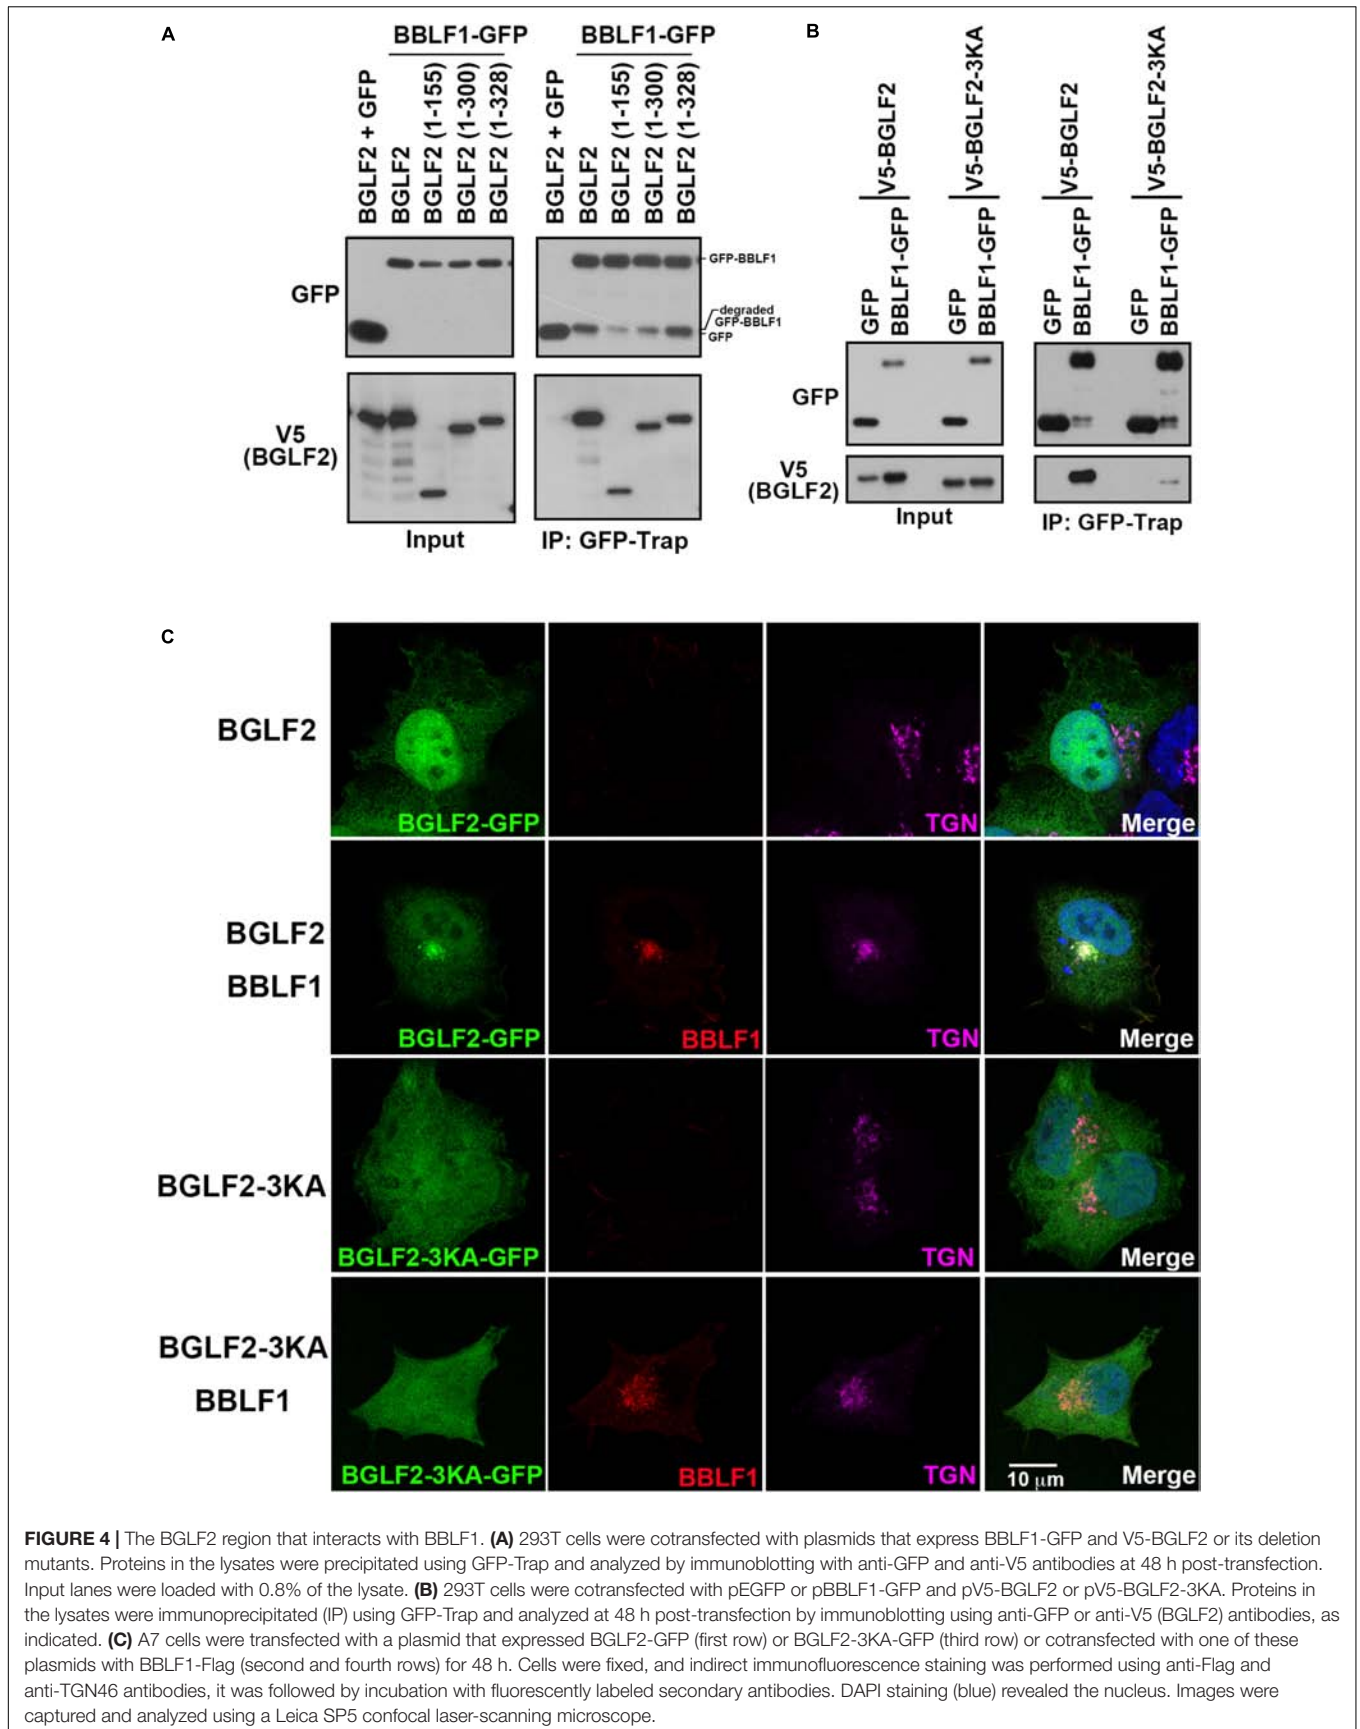 A
BBLF1-GFP
BBLF1-GFP
BGLF2 + GFP
BGLF2
BGLF2 (1-155)
BGLF2 (1-300)
BGLF2 (1-328)
BGLF2 + GFP
BGLF2
BGLF2 (1-155)
BGLF2 (1-300)
BGLF2 (1-328)
GFP
GFP-BBLF1
degraded
GFP-BBLF1
GFP
V5
(BGLF2)
Input
IP: GFP-Trap
B
V5-BGLF2
V5-BGLF2-3KA
V5-BGLF2
V5-BGLF2-3KA
GFP
BBLF1-GFP
GFP
BBLF1-GFP
GFP
BBLF1-GFP
GFP
BBLF1-GFP
GFP
V5
(BGLF2)
Input
IP: GFP-Trap
C
BGLF2
BGLF2-GFP
TGN
Merge
BGLF2
BBLF1
BGLF2-GFP
BBLF1
TGN
Merge
BGLF2-3KA
BGLF2-3KA-GFP
TGN
Merge
BGLF2-3KA
BBLF1
BGLF2-3KA-GFP
BBLF1
TGN
10 µm
Merge
FIGURE 4 | The BGLF2 region that interacts with BBLF1. (A) 293T cells were cotransfected with plasmids that express BBLF1-GFP and V5-BGLF2 or its deletion
mutants. Proteins in the lysates were precipitated using GFP-Trap and analyzed by immunoblotting with anti-GFP and anti-V5 antibodies at 48 h post-transfection.
Input lanes were loaded with 0.8% of the lysate. (B) 293T cells were cotransfected with pEGFP or pBBLF1-GFP and pV5-BGLF2 or pV5-BGLF2-3KA. Proteins in
the lysates were immunoprecipitated (IP) using GFP-Trap and analyzed at 48 h post-transfection by immunoblotting using anti-GFP or anti-V5 (BGLF2) antibodies, as
indicated. (C) A7 cells were transfected with a plasmid that expressed BGLF2-GFP (first row) or BGLF2-3KA-GFP (third row) or cotransfected with one of these
plasmids with BBLF1-Flag (second and fourth rows) for 48 h. Cells were fixed, and indirect immunofluorescence staining was performed using anti-Flag and
anti-TGN46 antibodies, it was followed by incubation with fluorescently labeled secondary antibodies. DAPI staining (blue) revealed the nucleus. Images were
captured and analyzed using a Leica SP5 confocal laser-scanning microscope.